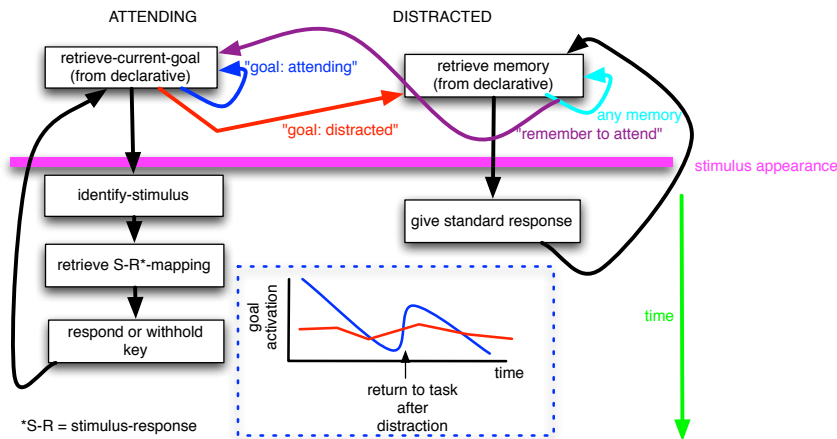 ATTENDING
DISTRACTED
retrieve-current-goal
(from declarative)
"goal: attending"
retrieve memory
(from declarative)
any memory
"goal: distracted"
"remember to attend"
stimulus appearance
identify-stimulus
give standard response
retrieve S-R*-mapping
respond or withhold
key
goal
activation
time
return to task
after
distraction
time
*S-R = stimulus-response